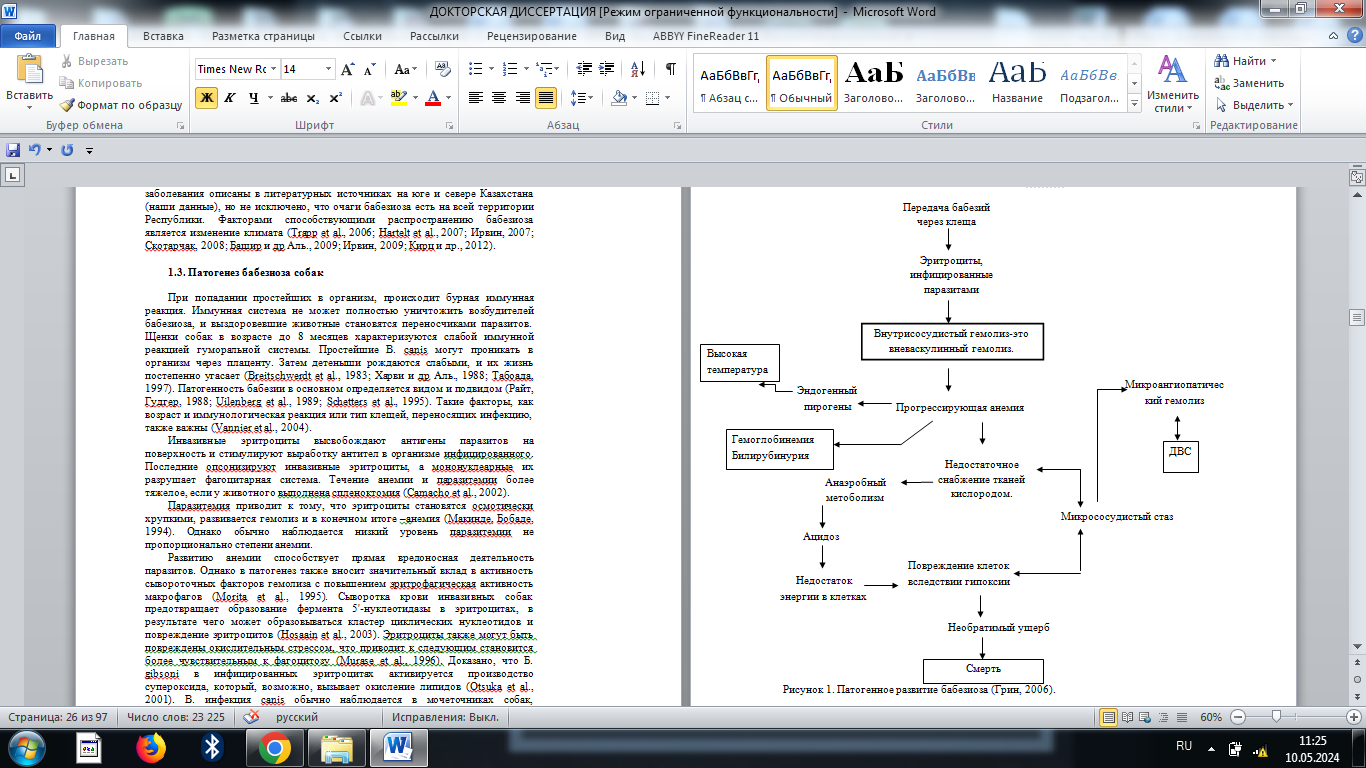 ДОКТОРСКАЯ ДИССЕРТАЦИЯ [Режим ограниченной функциональности] - Microsoft Word
Файл Главная Вставка Разметка страницы Ссылки Рассылки Рецензирование Вид ABBYY FineReader 11
Вставить
Вырезать
Копировать
Формат по образцу
Буфер обмена
Times New Rc 14
Шрифт
Абзац
АаБбВвГг, АаБбВвГг, АаБ АаБбВв АаБ АаБбВв.
¶ Абзац с... ¶ Обычный Заголово... Заголово... Название Подзагол...
Стили
Изменить стили
Найти
Заменить
Выделить
Редактирование
заболевания описаны в литературных источниках на юге и севере Казахстана
(наши данные), но не исключено, что очаги бабезиоза есть на всей территории
Республики. Факторами способствующими распространению бабезиоза
является изменение климата (Trapp et al., 2006; Hartelt et al., 2007; Ирвин, 2007;
Скотарчак, 2008; Башир и др Аль., 2009; Ирвин, 2009; Кирц и др., 2012).
1.3. Патогенез бабезиоза собак
При попадании простейших в организм, происходит бурная иммунная
реакция. Иммунная система не может полностью уничтожить возбудителей
бабезиоза, и выздоровевшие животные становятся переносчиками паразитов.
Щенки собак в возрасте до 8 месяцев характеризуются слабой иммунной
реакцией гуморальной системы. Простейшие B. canis могут проникать в
организм через плаценту. Затем детеныши рождаются слабыми, и их жизнь
постепенно угасает (Breitschwerdt et al., 1983; Харви и др. Аль., 1988; Табоада,
1997). Патогенность бабезии в основном определяется видом и подвидом (Райт,
Гудгер, 1988; Uilenberg et al., 1989; Schetters et al., 1995). Такие факторы, как
возраст и иммунологическая реакция или тип клещей, переносящих инфекцию,
также важны (Vannier et al., 2004).
Инвазивные эритроциты высвобождают антигены паразитов на
поверхность и стимулируют выработку антител в организме инфицированного.
Последние опсонизируют инвазивные эритроциты, а мононуклеарные их
разрушает фагоцитарная система. Течение анемии и паразитемии более
тяжелое, если у животного выполнена спленоктомия (Camacho et al., 2002).
Паразитемия приводит к тому, что эритроциты становятся осмотически
хрупкими, развивается гемолиз и в конечном итоге –анемия (Макинде, Бобаде,
1994). Однако обычно наблюдается низкий уровень паразитемии не
пропорционально степени анемии.
Развитию анемии способствует прямая вредоносная деятельность
паразитов. Однако в патогенез также вносит значительный вклад в активность
сывороточных факторов гемолиза с повышением эритрофагическая активность
макрофагов (Morita et al., 1995). Сыворотка крови инвазивных собак
предотвращает образование фермента 5'-нуклеотидазы в эритроцитах, в
результате чего может образовываться кластер циклических нуклеотидов и
повреждение эритроцитов (Hosaain et al., 2003). Эритроциты также могут быть
повреждены окислительным стрессом, что приводит к следующим становится
более чувствительным к фагоцитозу (Murase et al., 1996). Доказано, что Б.
gibsoni в инфицированных эритроцитах активируется производство
супероксида, который, возможно, вызывает окисление липидов (Otsuka et al.,
2001). B. инфекция canis обычно наблюдается в мочеточниках собак,
Передача бабезий
через клеща
Эритроциты,
инфицированные
паразитами
Внутрисосудистый гемолиз-это
вневаскулинный гемолиз.
Высокая
температура
Эндогенный
пирогены
Прогрессирующая анемия
Микроангиопатичес
кий гемолиз
Гемоглобинемия
Билирубинурия
ДВС
Недостаточное
снабжение тканей
кислородом.
Анаэробный
метоболизм
Микрососудистый стаз
Ацидоз
Повреждение клеток
вследствии гипоксии
Недостаток
энергии в клетках
Необратимый ущерб
Смерть
Рисунок 1. Патогенное развитие бабезиоза (Грин, 2006).
Страница: 26 из 97 Число слов: 23 225 русский Исправления: Выкл. 60%
RU 11:25
10.05.2024